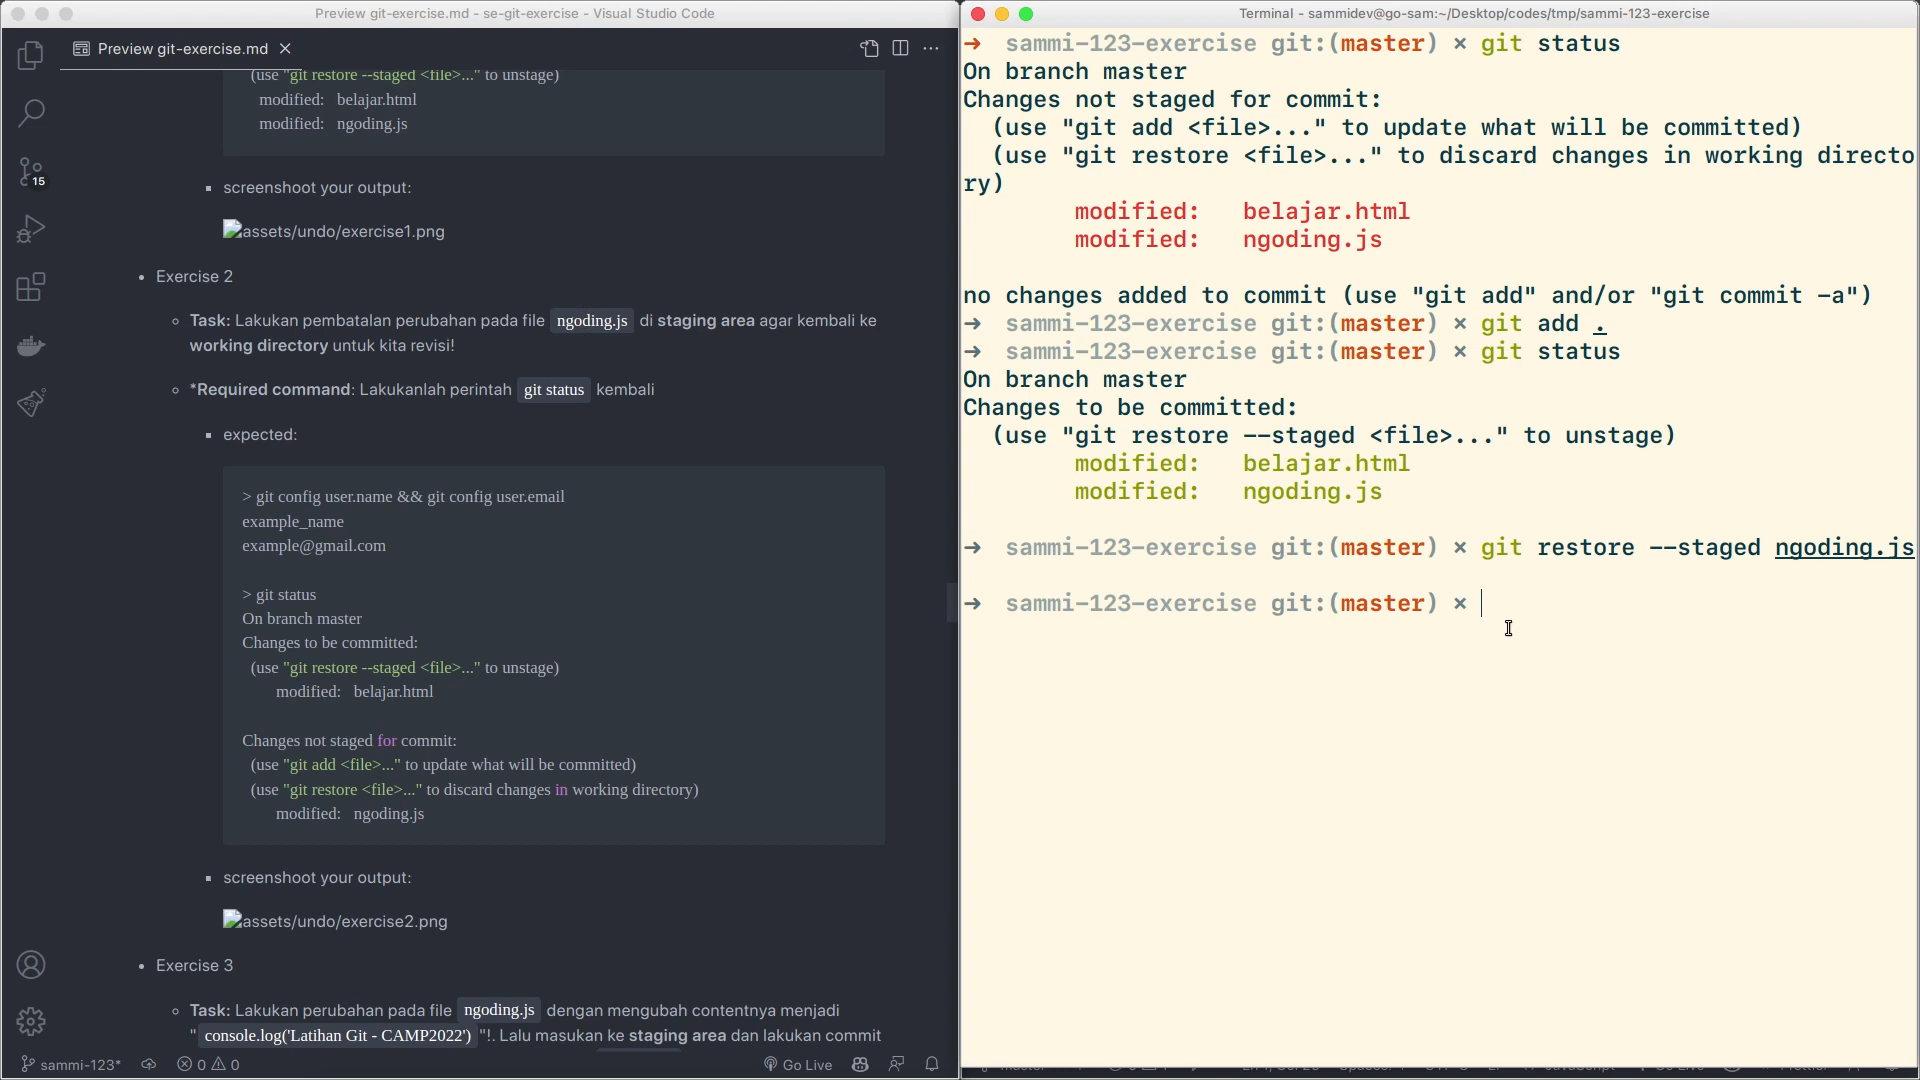 Preview git-exercise.md - se-git-exercise - Visual Studio Code
Preview git-exercise.md
(use "git restore --staged <file>..." to unstage)
modified: belajar.html
modified: ngoding.js
screenshoot your output:
assets/undo/exercise1.png
Exercise 2
Task: Lakukan pembatalan perubahan pada file ngoding.js di staging area agar kembali ke
working directory untuk kita revisi!
*Required command: Lakukanlah perintah git status kembali
expected:
> git config user.name && git config user.email
example_name
example@gmail.com
> git status
On branch master
Changes to be committed:
(use "git restore --staged <file>..." to unstage)
modified: belajar.html
Changes not staged for commit:
(use "git add <file>..." to update what will be committed)
(use "git restore <file>..." to discard changes in working directory)
modified: ngoding.js
screenshoot your output:
assets/undo/exercise2.png
Exercise 3
Task: Lakukan perubahan pada file ngoding.js dengan mengubah contentnya menjadi
" console.log('Latihan Git - CAMP2022') "!. Lalu masukan ke staging area dan lakukan commit
15
sammi-123*
0 0
Go Live
Terminal - sammidev@go-sam:~/Desktop/codes/tmp/sammi-123-exercise
➜ sammi-123-exercise git:(master) × git status
On branch master
Changes not staged for commit:
(use "git add <file>..." to update what will be committed)
(use "git restore <file>..." to discard changes in working directo
ry)
modified: belajar.html
modified: ngoding.js
no changes added to commit (use "git add" and/or "git commit -a")
➜ sammi-123-exercise git:(master) × git add .
➜ sammi-123-exercise git:(master) × git status
On branch master
Changes to be committed:
(use "git restore --staged <file>..." to unstage)
modified: belajar.html
modified: ngoding.js
➜ sammi-123-exercise git:(master) × git restore --staged ngoding.js
➜ sammi-123-exercise git:(master) ×